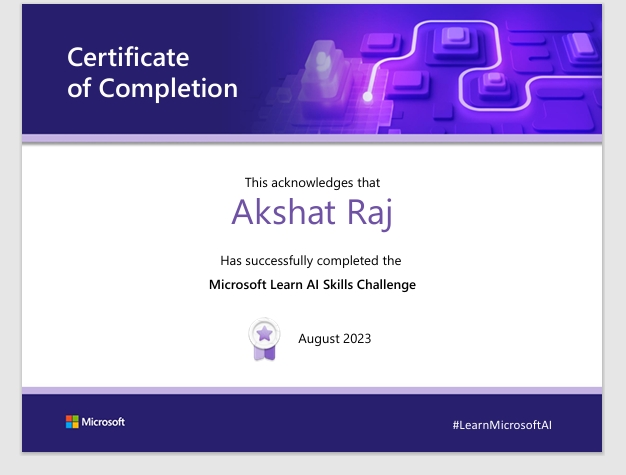 Certificate
of Completion
This acknowledges that
Akshat Raj
Has successfully completed the
Microsoft Learn AI Skills Challenge
August 2023
Microsoft
#LearnMicrosoftAI